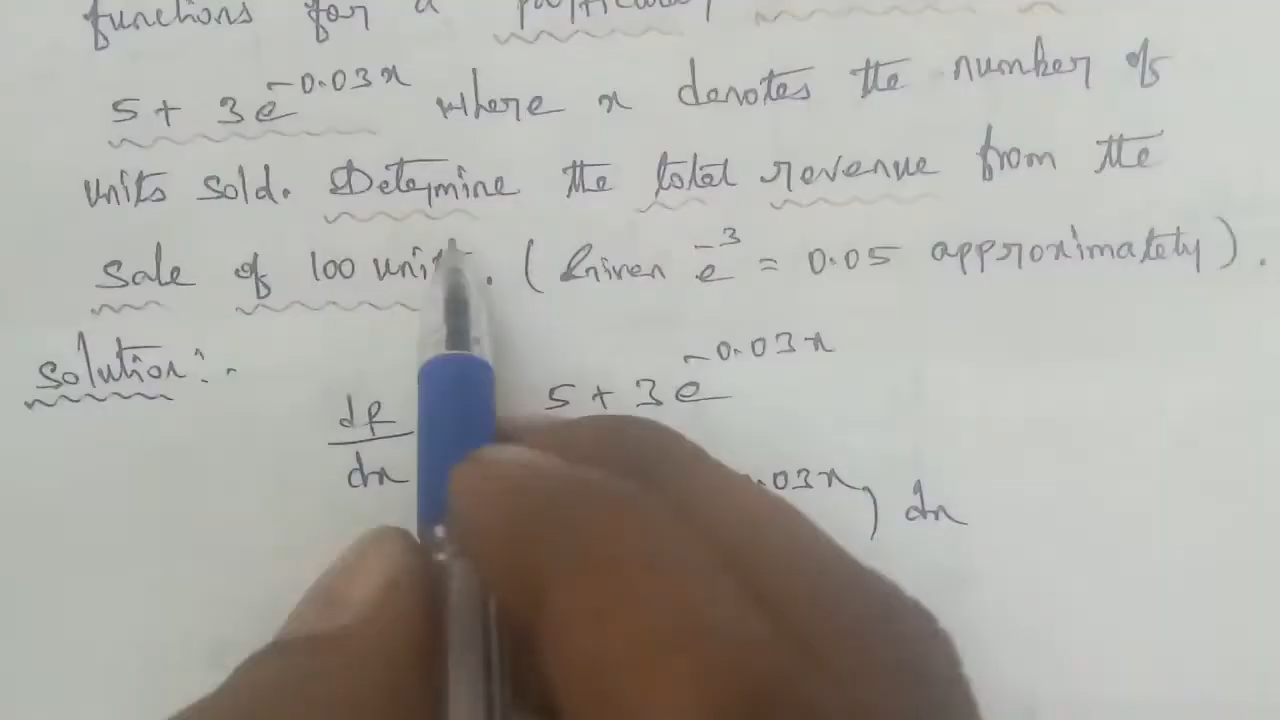 functions for a
5 + 3e^{-0.03x} where x denotes the number of
units sold. Determine the total revenue from the
sale of 100 unit . (Given e^{-3} = 0.05 approximately).
solution:-
dR/dx 5 + 3e^{-0.03x}
.03x) dx